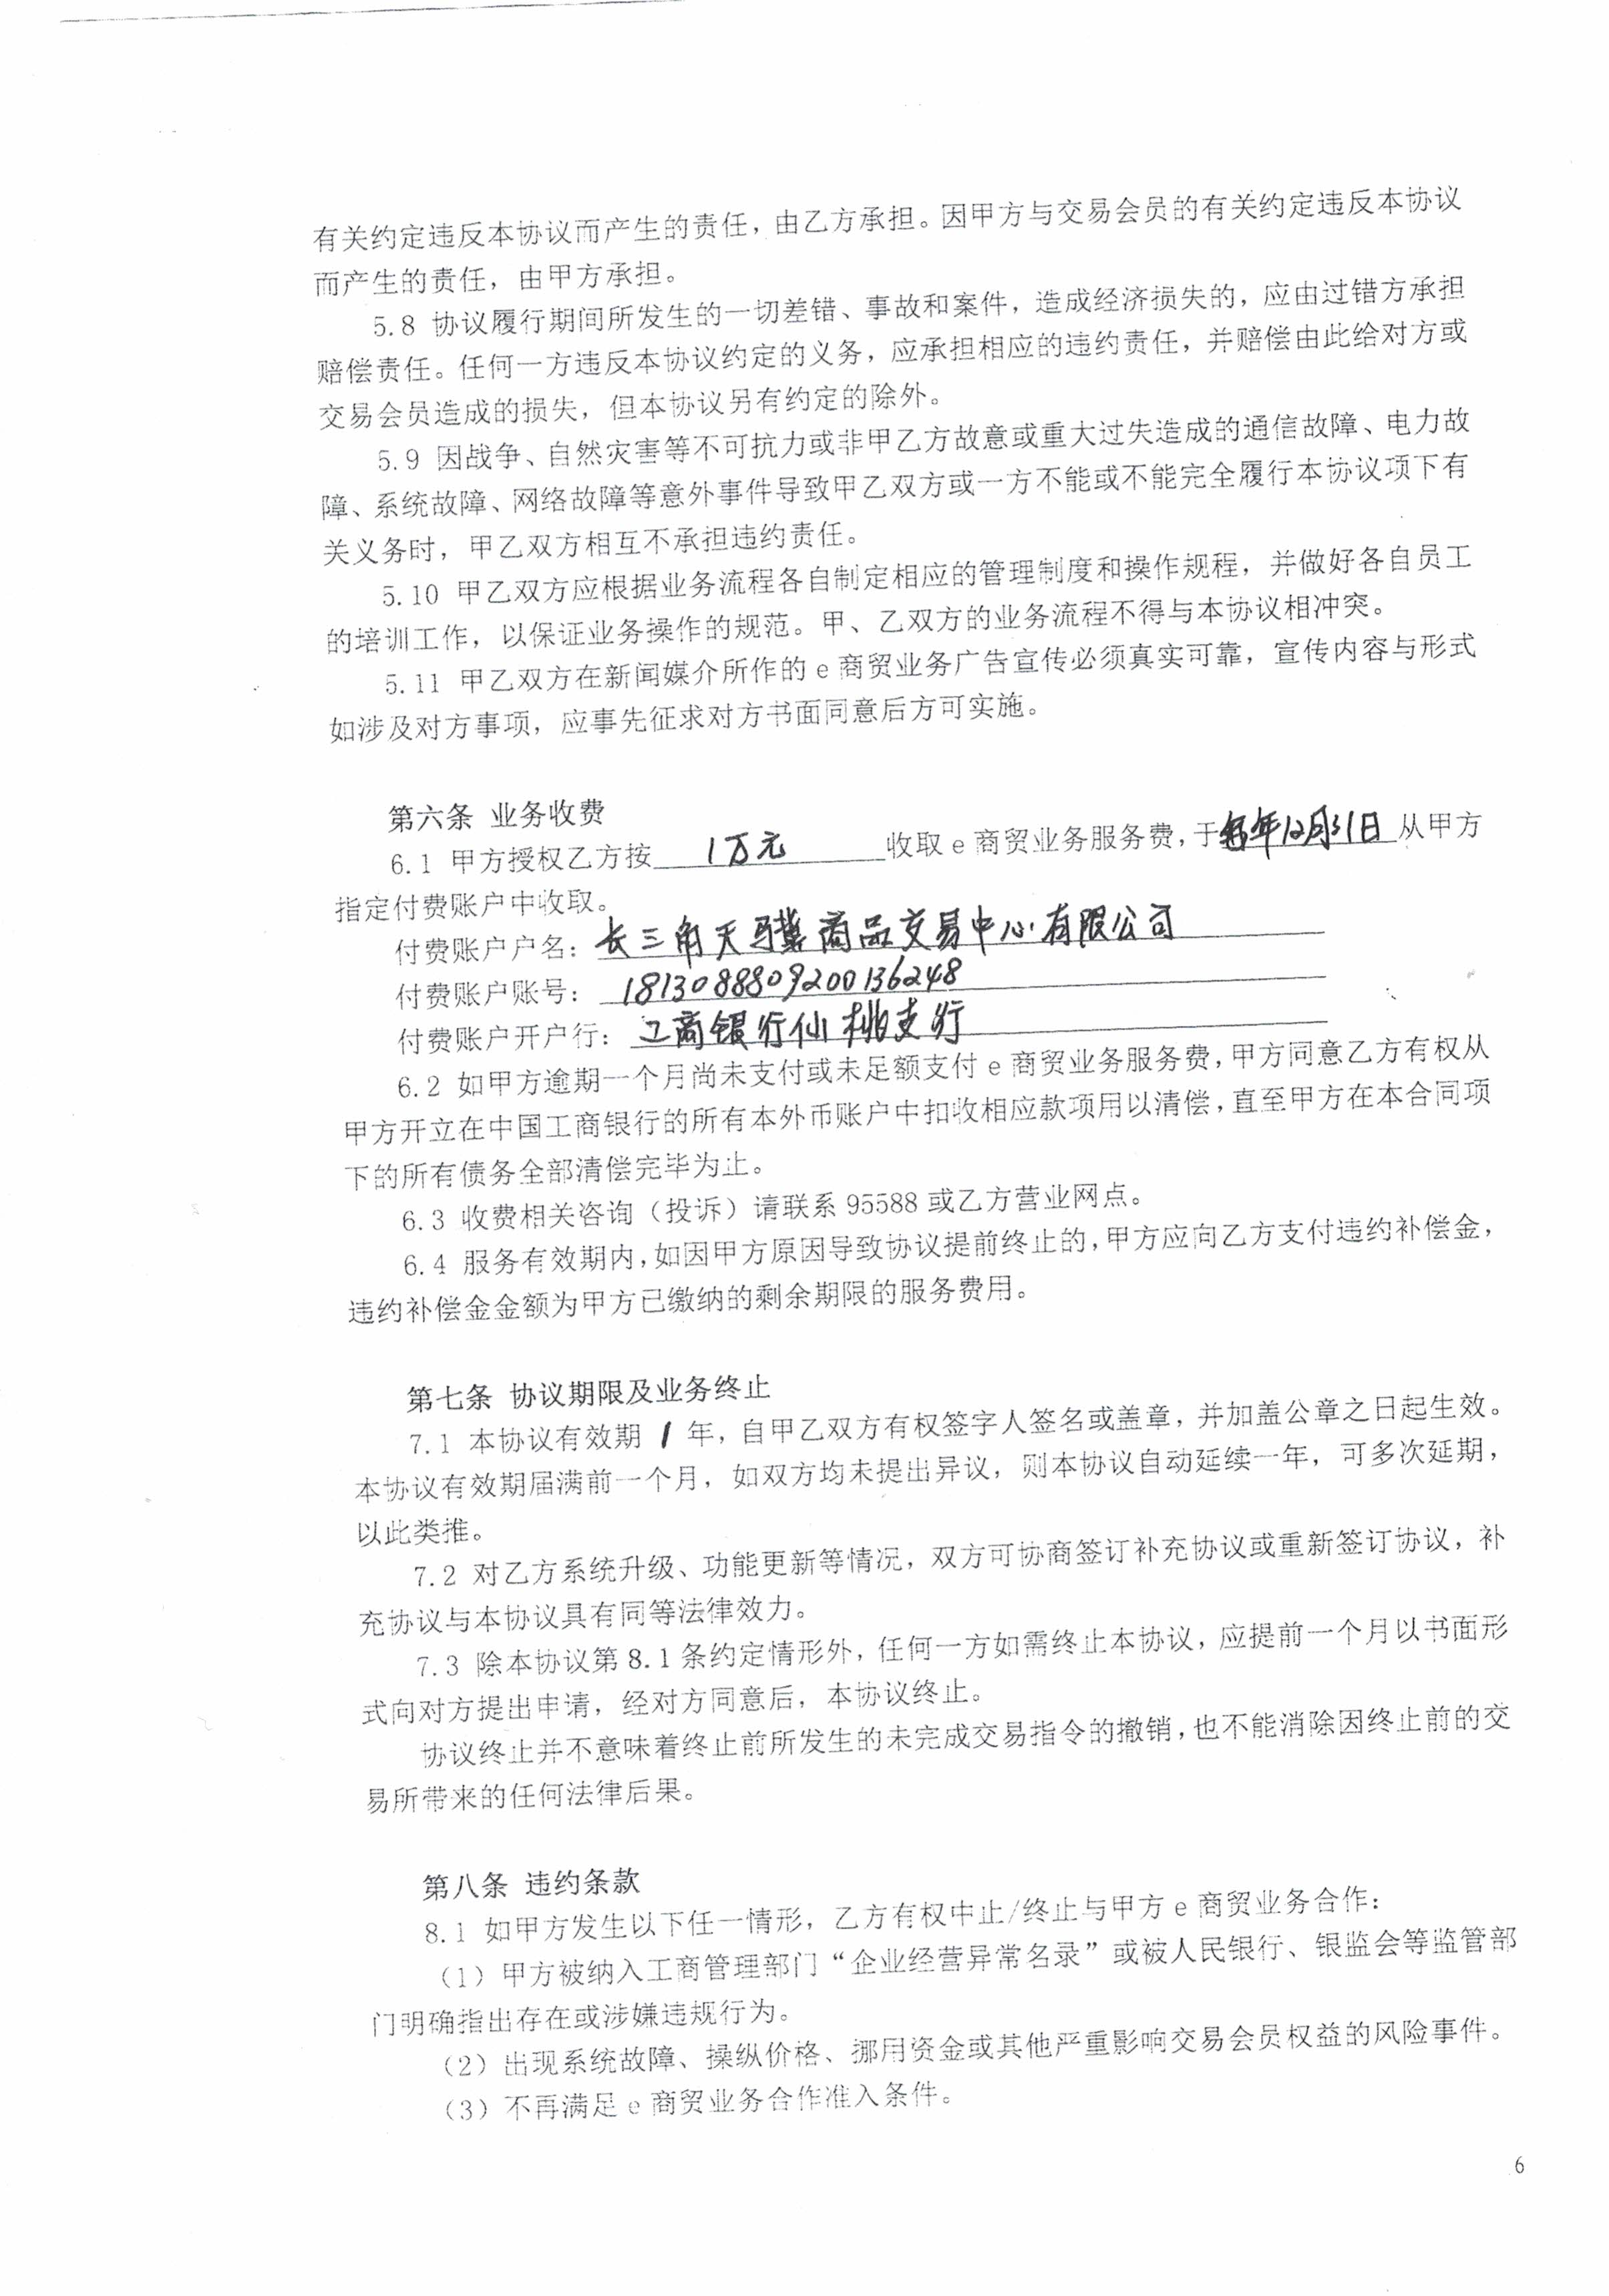 有关约定违反本协议而产生的责任，由乙方承担。因甲方与交易会员的有关约定违反本协议
而产生的责任，由甲方承担。
5.8 协议履行期间所发生的一切差错、事故和案件，造成经济损失的，应由过错方承担
赔偿责任。任何一方违反本协议约定的义务，应承担相应的违约责任，并赔偿由此给对方或
交易会员造成的损失，但本协议另有约定的除外。
5.9 因战争、自然灾害等不可抗力或非甲乙方故意或重大过失造成的通信故障、电力故
障、系统故障、网络故障等意外事件导致甲乙双方或一方不能或不能完全履行本协议项下有
关义务时，甲乙双方相互不承担违约责任。
5.10 甲乙双方应根据业务流程各自制定相应的管理制度和操作规程，并做好各自员工
的培训工作，以保证业务操作的规范。甲、乙双方的业务流程不得与本协议相冲突。
5.11 甲乙双方在新闻媒介所作的 e 商贸业务广告宣传必须真实可靠，宣传内容与形式
如涉及对方事项，应事先征求对方书面同意后方可实施。
第六条 业务收费
6.1 甲方授权乙方按 1万元 收取 e 商贸业务服务费，于每年12月31日从甲方
指定付费账户中收取。
付费账户户名：长三角天骥商品交易中心有限公司
付费账户账号：1813088809200136248
付费账户开户行：工商银行仙桃支行
6.2 如甲方逾期一个月尚未支付或未足额支付 e 商贸业务服务费，甲方同意乙方有权从
甲方开立在中国工商银行的所有本外币账户中扣收相应款项用以清偿，直至甲方在本合同项
下的所有债务全部清偿完毕为止。
6.3 收费相关咨询（投诉）请联系 95588 或乙方营业网点。
6.4 服务有效期内，如因甲方原因导致协议提前终止的，甲方应向乙方支付违约补偿金，
违约补偿金金额为甲方已缴纳的剩余期限的服务费用。
第七条 协议期限及业务终止
7.1 本协议有效期 1 年，自甲乙双方有权签字人签名或盖章，并加盖公章之日起生效。
本协议有效期届满前一个月，如双方均未提出异议，则本协议自动延续一年，可多次延期，
以此类推。
7.2 对乙方系统升级、功能更新等情况，双方可协商签订补充协议或重新签订协议，补
充协议与本协议具有同等法律效力。
7.3 除本协议第 8.1 条约定情形外，任何一方如需终止本协议，应提前一个月以书面形
式向对方提出申请，经对方同意后，本协议终止。
协议终止并不意味着终止前所发生的未完成交易指令的撤销，也不能消除因终止前的交
易所带来的任何法律后果。
第八条 违约条款
8.1 如甲方发生以下任一情形，乙方有权中止/终止与甲方 e 商贸业务合作：
（1）甲方被纳入工商管理部门“企业经营异常名录”或被人民银行、银监会等监管部
门明确指出存在或涉嫌违规行为。
（2）出现系统故障、操纵价格、挪用资金或其他严重影响交易会员权益的风险事件。
（3）不再满足 e 商贸业务合作准入条件。
6